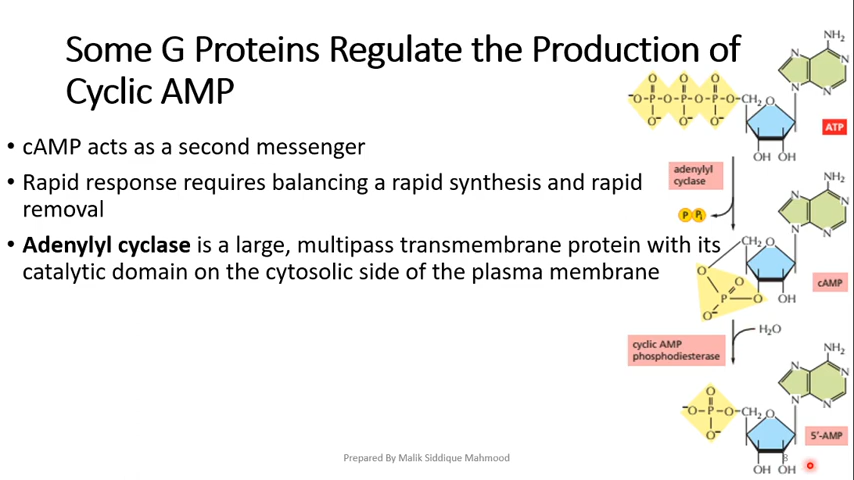 Some G Proteins Regulate the Production of
Cyclic AMP
• cAMP acts as a second messenger
• Rapid response requires balancing a rapid synthesis and rapid
removal
• Adenylyl cyclase is a large, multipass transmembrane protein with its
catalytic domain on the cytosolic side of the plasma membrane
NH₂
N N
N N
O O O
⁻O–P–O–P–O–P–O–CH₂ O
O⁻ O⁻ O⁻
ATP
OH OH
adenylyl
cyclase
P Pi
NH₂
N N
N N
CH₂ O
O
O
P O
O⁻ OH
cAMP
H₂O
cyclic AMP
phosphodiesterase
NH₂
N N
N N
O
⁻O–P–O–CH₂ O
O⁻
5'-AMP
OH OH
Prepared By Malik Siddique Mahmood